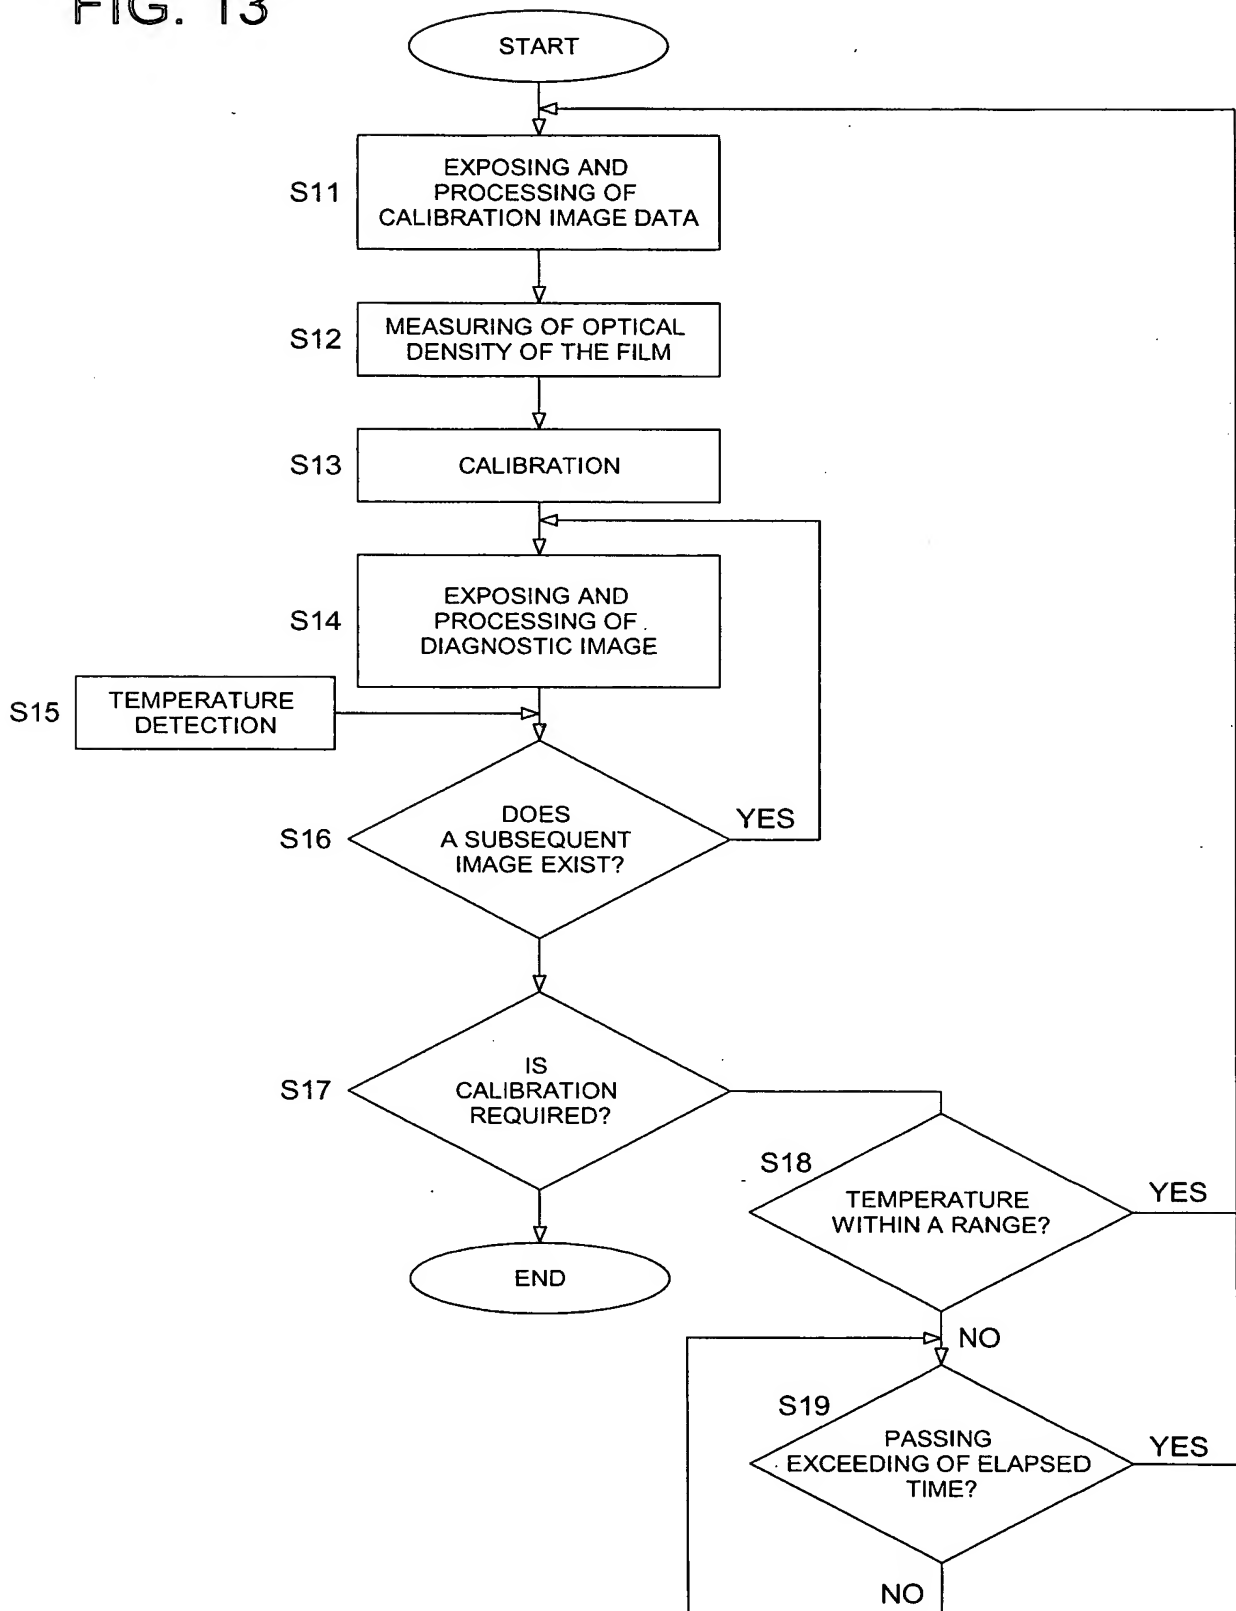 FIG. 13
START
S11
EXPOSING AND
PROCESSING OF
CALIBRATION IMAGE DATA
S12
MEASURING OF OPTICAL
DENSITY OF THE FILM
S13
CALIBRATION
S14
EXPOSING AND
PROCESSING OF
DIAGNOSTIC IMAGE
S15
TEMPERATURE
DETECTION
S16
DOES
A SUBSEQUENT
IMAGE EXIST?
YES
S17
IS
CALIBRATION
REQUIRED?
S18
TEMPERATURE
WITHIN A RANGE?
YES
END
NO
S19
PASSING
EXCEEDING OF ELAPSED
TIME?
YES
NO